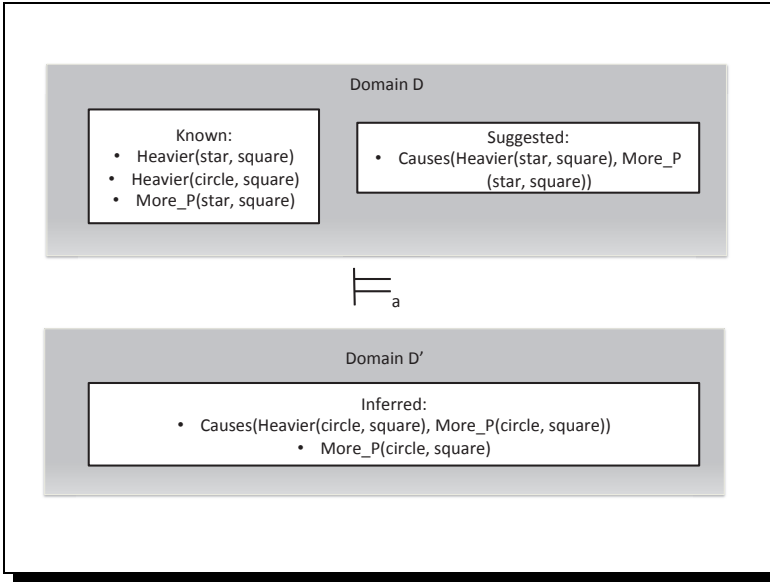 Domain D
Known:
• Heavier(star, square)
• Heavier(circle, square)
• More_P(star, square)
Suggested:
• Causes(Heavier(star, square), More_P
(star, square))
a
Domain D’
Inferred:
• Causes(Heavier(circle, square), More_P(circle, square))
• More_P(circle, square)